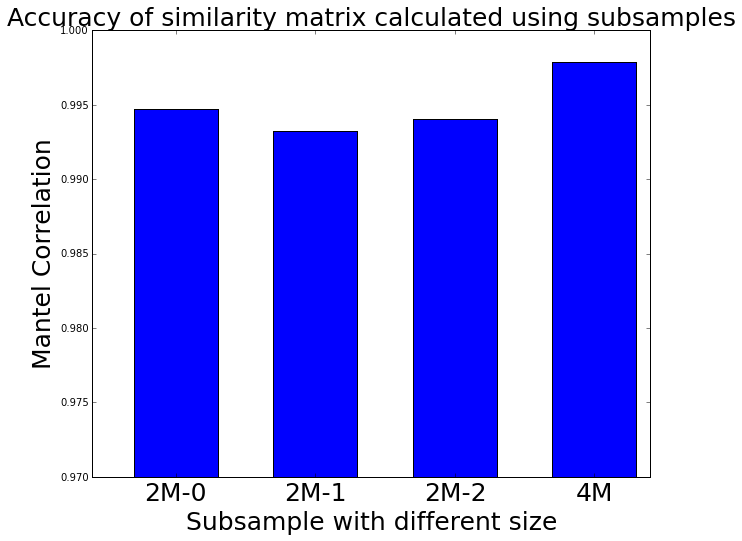 Accuracy of similarity matrix calculated using subsamples
1.000
0.995
0.990
0.985
0.980
0.975
0.970
Mantel Correlation
2M-0 2M-1 2M-2 4M
Subsample with different size